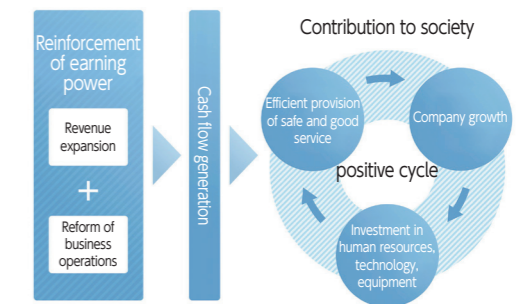 Reinforcement
of earning
power
Revenue
expansion
+
Reform of
business
operations
Cash flow generation
Contribution to society
Efficient provision
of safe and good
service
Company growth
positive cycle
Investment in
human resources,
technology,
equipment